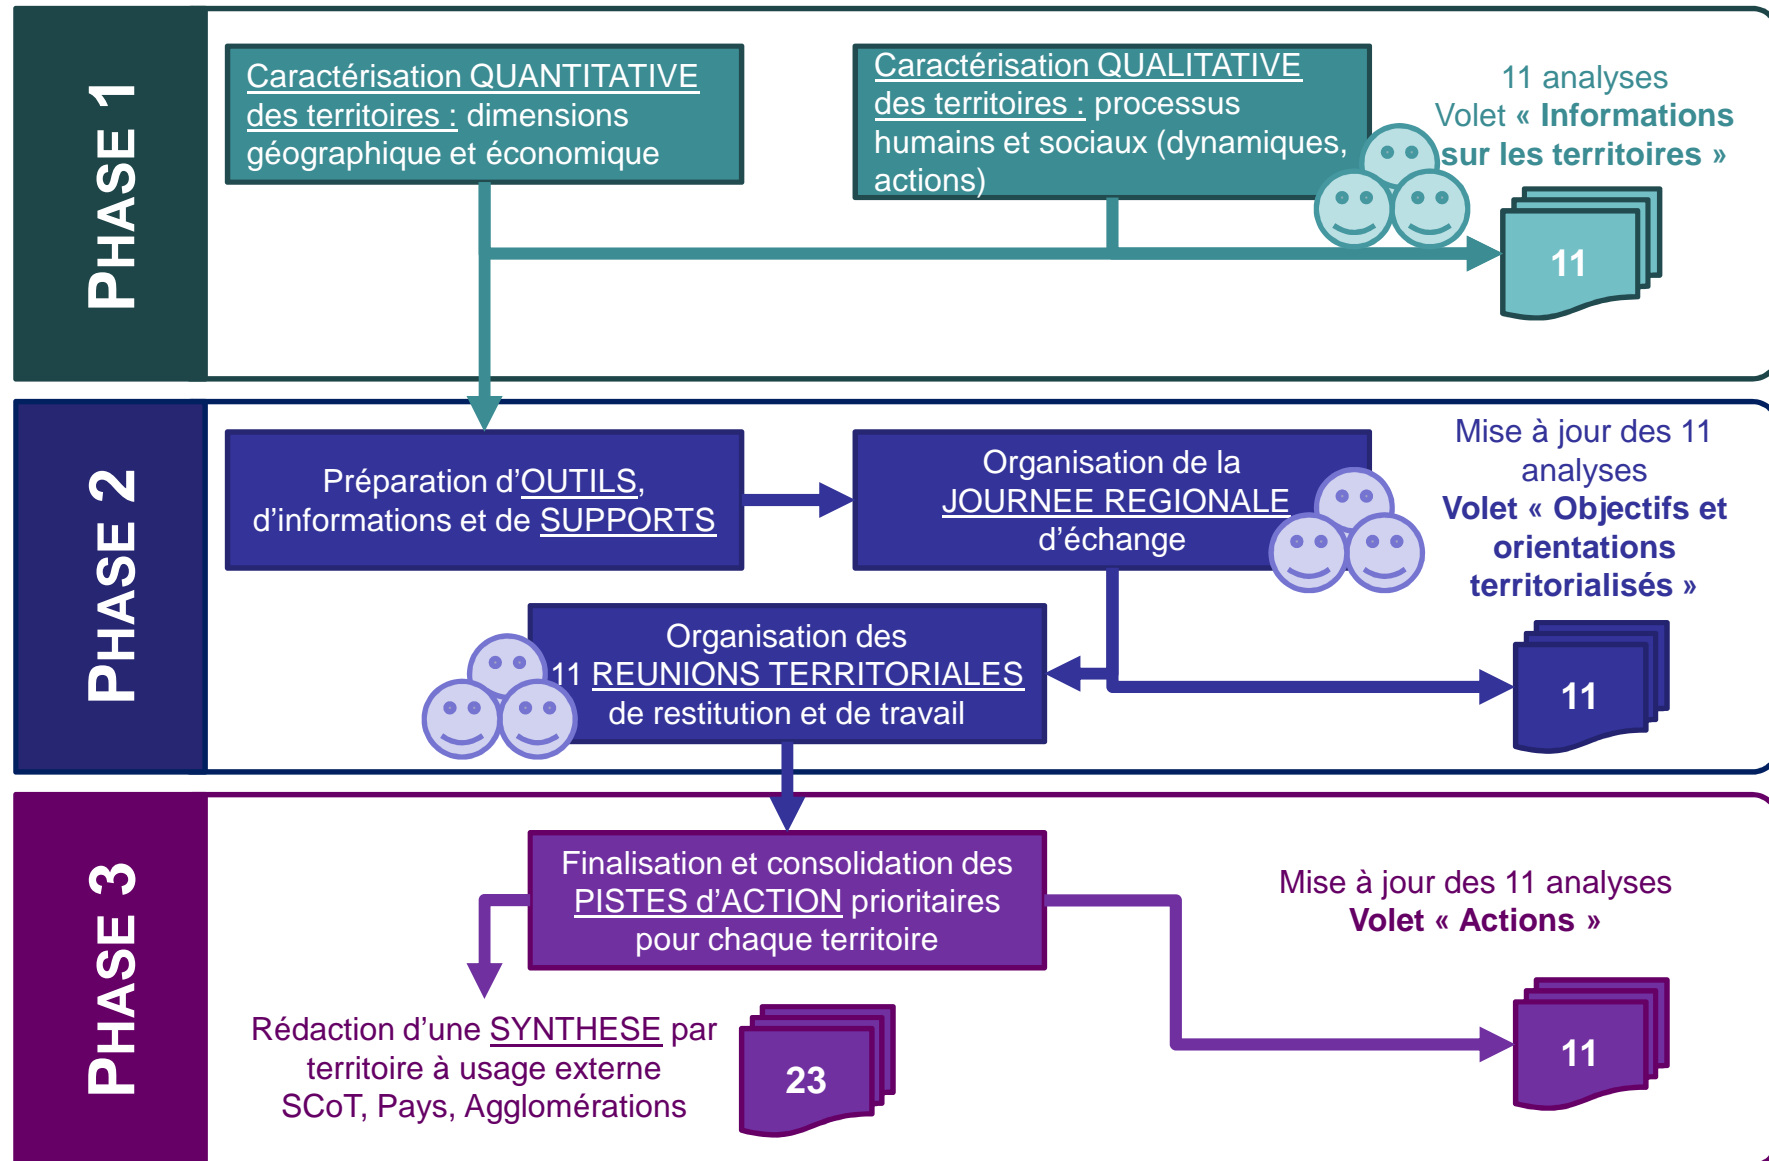 PHASE 1
Caractérisation QUANTITATIVE
des territoires : dimensions
géographique et économique
Caractérisation QUALITATIVE
des territoires : processus
humains et sociaux (dynamiques,
actions)
11 analyses
Volet « Informations
sur les territoires »
11
PHASE 2
Préparation d’OUTILS,
d’informations et de SUPPORTS
Organisation de la
JOURNEE REGIONALE
d’échange
Mise à jour des 11
analyses
Volet « Objectifs et
orientations
territorialisés »
Organisation des
11 REUNIONS TERRITORIALES
de restitution et de travail
11
PHASE 3
Finalisation et consolidation des
PISTES d’ACTION prioritaires
pour chaque territoire
Mise à jour des 11 analyses
Volet « Actions »
Rédaction d’une SYNTHESE par
territoire à usage externe
SCoT, Pays, Agglomérations
23
11